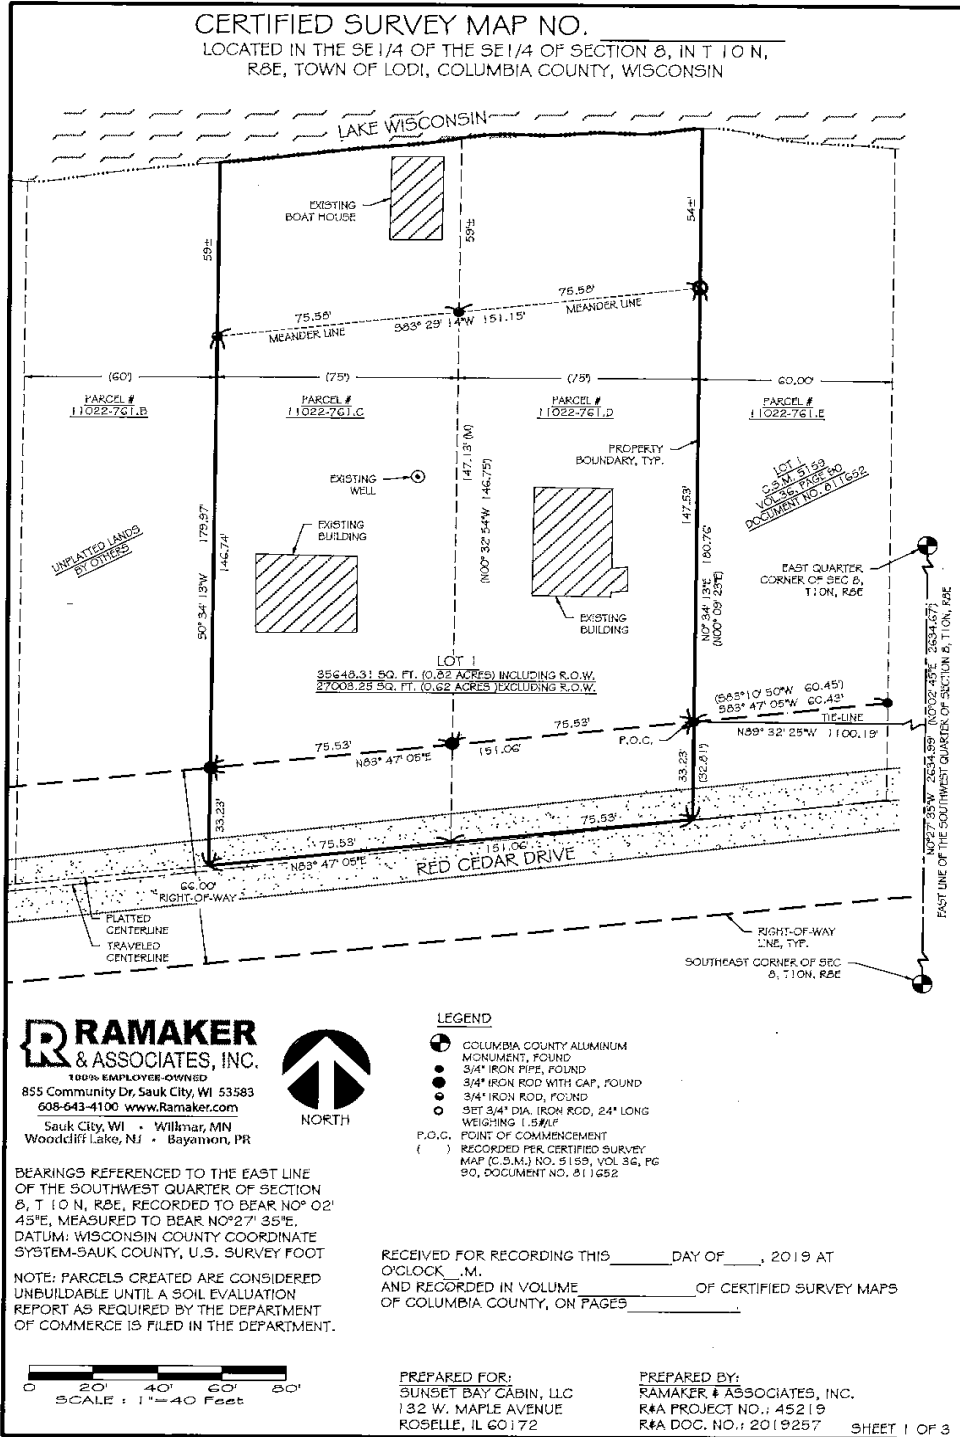 CERTIFIED SURVEY MAP NO.
LOCATED IN THE SE1/4 OF THE SE1/4 OF SECTION 8, IN T 10 N,
R8E, TOWN OF LODI, COLUMBIA COUNTY, WISCONSIN
LAKE WISCONSIN
EXISTING
BOAT HOUSE
59±
59'±
54±'
75.58'
MEANDER LINE
S83° 29' 14"W 151.15'
75.58'
MEANDER LINE
(60')
(75')
(75')
60.00'
PARCEL #
11022-761.B
PARCEL #
11022-761.C
PARCEL #
11022-761.D
PARCEL #
11022-761.E
PROPERTY
BOUNDARY, TYP.
LOT 1
C.S.M. 5159
VOL 36, PAGE 90
DOCUMENT NO. 811652
EXISTING
WELL
147.13' (M)
(N00° 32' 54"W 146.75')
147.53'
N0° 34' 13"E 180.76'
(N00° 09' 23"E)
S0° 34' 13"W 179.97'
146.74'
UNPLATTED LANDS
BY OTHERS
EXISTING
BUILDING
EXISTING
BUILDING
EAST QUARTER
CORNER OF SEC 8,
T10N, R8E
LOT 1
35648.31 SQ. FT. (0.82 ACRES) INCLUDING R.O.W.
27008.25 SQ. FT. (0.62 ACRES) EXCLUDING R.O.W.
(S83°10' 50"W 60.45')
S83° 47' 05"W 60.43'
TIE-LINE
N89° 32' 25"W 1100.19'
P.O.C.
75.53'
N83° 47' 05"E
151.06'
75.53'
33.23'
33.23'
(32.81')
75.53'
N83° 47' 05"E
151.06'
75.53'
RED CEDAR DRIVE
66.00'
RIGHT-OF-WAY
PLATTED
CENTERLINE
TRAVELED
CENTERLINE
RIGHT-OF-WAY
LINE, TYP.
SOUTHEAST CORNER OF SEC
8, T10N, R8E
N0°27' 35"W 2634.99' (N0°02' 45"E 2634.67')
EAST LINE OF THE SOUTHWEST QUARTER OF SECTION 8, T10N, R8E
RAMAKER
& ASSOCIATES, INC.
100% EMPLOYEE-OWNED
855 Community Dr, Sauk City, WI 53583
608-643-4100 www.Ramaker.com
Sauk City, WI • Willmar, MN
Woodcliff Lake, NJ • Bayamon, PR
NORTH
LEGEND
COLUMBIA COUNTY ALUMINUM
MONUMENT, FOUND
3/4" IRON PIPE, FOUND
3/4" IRON ROD WITH CAP, FOUND
3/4" IRON ROD, FOUND
SET 3/4" DIA. IRON ROD, 24" LONG
WEIGHING 1.5#/LF
P.O.C. POINT OF COMMENCEMENT
( ) RECORDED PER CERTIFIED SURVEY
MAP (C.S.M.) NO. 5159, VOL 36, PG
90, DOCUMENT NO. 811652
BEARINGS REFERENCED TO THE EAST LINE
OF THE SOUTHWEST QUARTER OF SECTION
8, T 10 N, R8E, RECORDED TO BEAR N0° 02'
45"E, MEASURED TO BEAR N0°27' 35"E.
DATUM: WISCONSIN COUNTY COORDINATE
SYSTEM-SAUK COUNTY, U.S. SURVEY FOOT
NOTE: PARCELS CREATED ARE CONSIDERED
UNBUILDABLE UNTIL A SOIL EVALUATION
REPORT AS REQUIRED BY THE DEPARTMENT
OF COMMERCE IS FILED IN THE DEPARTMENT.
RECEIVED FOR RECORDING THIS ______ DAY OF ____, 2019 AT
O'CLOCK __.M.
AND RECORDED IN VOLUME ____________ OF CERTIFIED SURVEY MAPS
OF COLUMBIA COUNTY, ON PAGES ____________.
0 20' 40' 60' 80'
SCALE : 1"=40 Feet
PREPARED FOR:
SUNSET BAY CABIN, LLC
132 W. MAPLE AVENUE
ROSELLE, IL 60172
PREPARED BY:
RAMAKER & ASSOCIATES, INC.
R&A PROJECT NO.: 45219
R&A DOC. NO.: 2019257
SHEET 1 OF 3